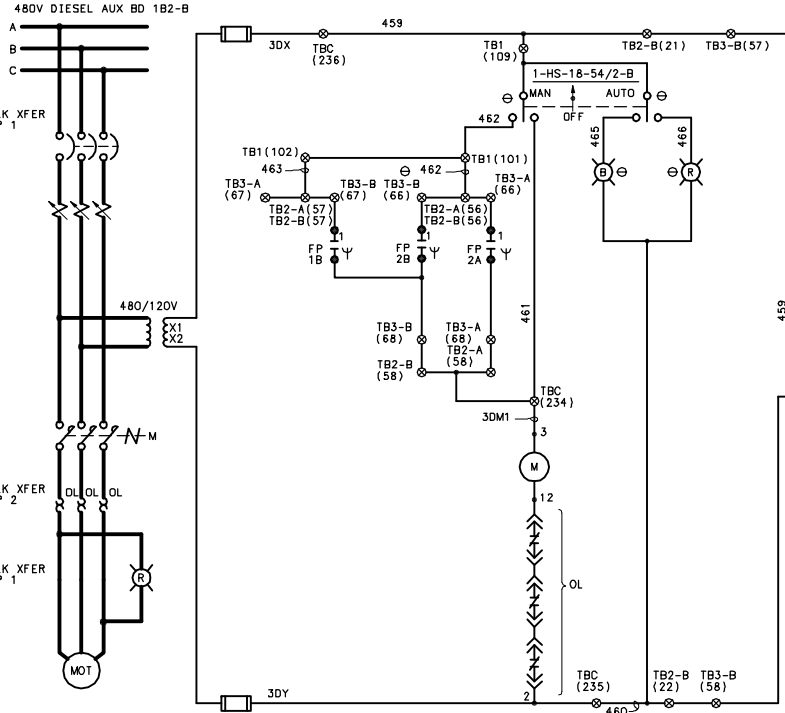 480V DIESEL AUX BD 1B2-B
A
B
C
K XFER
P 1
3DX
TBC
(236)
459
TB1
(109)
TB2-B(21)
TB3-B(57)
1-HS-18-54/2-B
MAN
AUTO
OFF
462
465
466
B
R
TB1(102)
463
462
TB1(101)
TB3-A
(67)
TB3-B
(67)
TB3-B
(66)
TB3-A
(66)
TB2-A(57)
TB2-B(57)
TB2-A(56)
TB2-B(56)
1
1
1
FP
1B
FP
2B
FP
2A
480/120V
X1
X2
461
459
TB3-B
(68)
TB3-A
(68)
TB2-B
(58)
TB2-A
(58)
TBC
(234)
3DM1
3
M
M
12
K XFER
P 2
OL
OL
OL
K XFER
P 1
R
OL
MOT
3DY
2
TBC
(235)
460
TB2-B
(22)
TB3-B
(58)